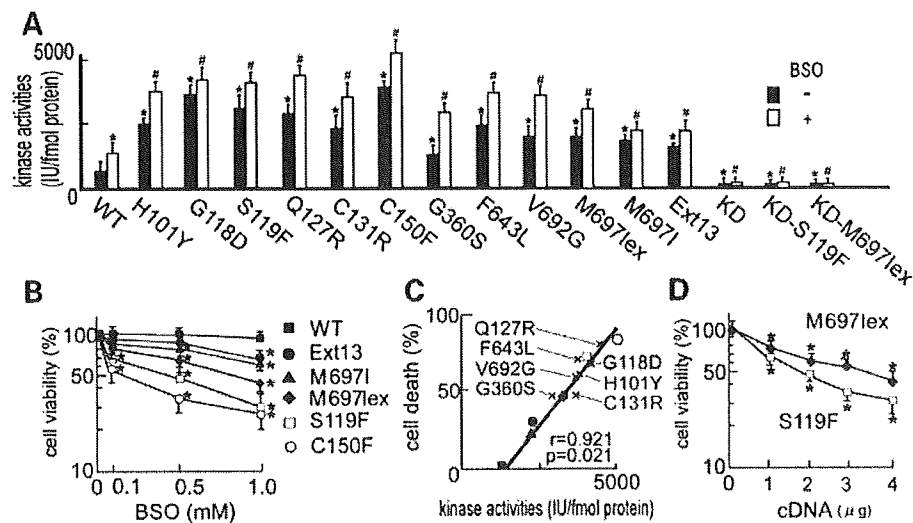 A
kinase activities
(IU/fmol protein)
5000
0
BSO
-
+
* # * # * # * # * # * # * # * # * # * # * # * # * # * # * #
WT
H101Y
G118D
S119F
Q127R
C131R
C150F
G360S
F643L
V692G
M697Iex
M697I
Ext13
KD
KD-S119F
KD-M697Iex
B
cell viability (%)
100
50
10
0
0.1
0.5
1.0
BSO (mM)
WT
Ext13
M697I
M697Iex
S119F
C150F
C
cell death (%)
100
50
0
0
5000
kinase activities (IU/fmol protein)
Q127R
F643L
V692G
G360S
G118D
H101Y
C131R
r=0.921
p=0.021
D
cell viability (%)
100
50
10
0 1 2 3 4
cDNA (μg)
M697Iex
S119F